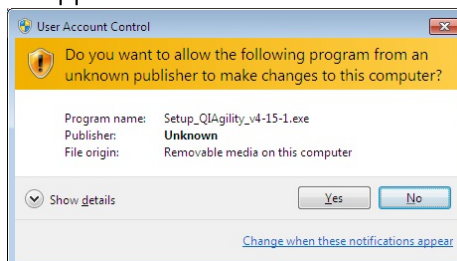 User Account Control
Do you want to allow the following program from an
unknown publisher to make changes to this computer?
Program name: Setup_QIAgility_v4-15-1.exe
Publisher: Unknown
File origin: Removable media on this computer
Show details
Yes No
Change when these notifications appear